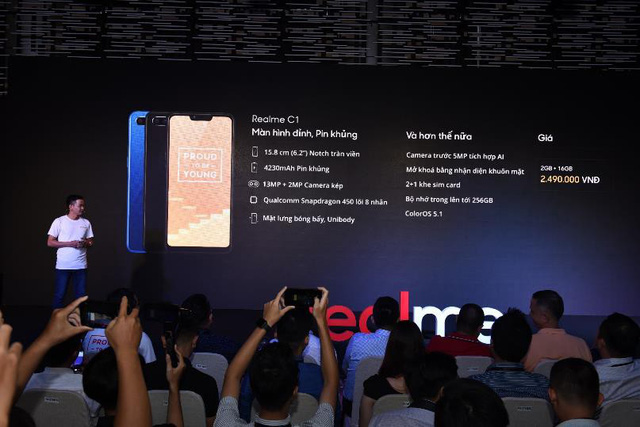 Realme C1
Màn hình đỉnh, Pin khủng
15.8 cm (6.2") Notch tràn viền
4230mAh Pin khủng
13MP + 2MP Camera kép
Qualcomm Snapdragon 450 lõi 8 nhân
Mặt lưng bóng bẩy, Unibody
Và hơn thế nữa
Camera trước 5MP tích hợp AI
Mở khoá bằng nhận diện khuôn mặt
2+1 khe sim card
Bộ nhớ trong lên tới 256GB
ColorOS 5.1
Giá
2GB + 16GB
2.490.000 VNĐ
PROUD
TO BE
YOUNG
realme